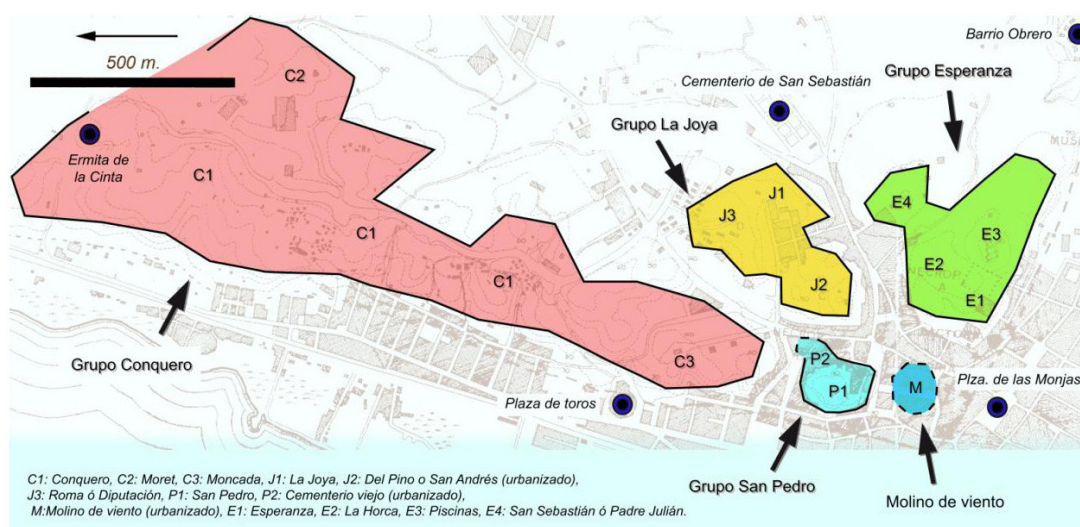 500 m.
C2
Ermita de
la Cinta
C1
C1
C1
C3
Grupo Conquero
Plaza de toros
Grupo La Joya
Cementerio de San Sebastián
J3
J1
J2
Barrio Obrero
Grupo Esperanza
E4
E3
E2
E1
P2
P1
M
Plza. de las Monjas
Grupo San Pedro
Molino de viento
C1: Conquero, C2: Moret, C3: Moncada, J1: La Joya, J2: Del Pino o San Andrés (urbanizado),
J3: Roma ó Diputación, P1: San Pedro, P2: Cementerio viejo (urbanizado),
M:Molino de viento (urbanizado), E1: Esperanza, E2: La Horca, E3: Piscinas, E4: San Sebastián ó Padre Julián.